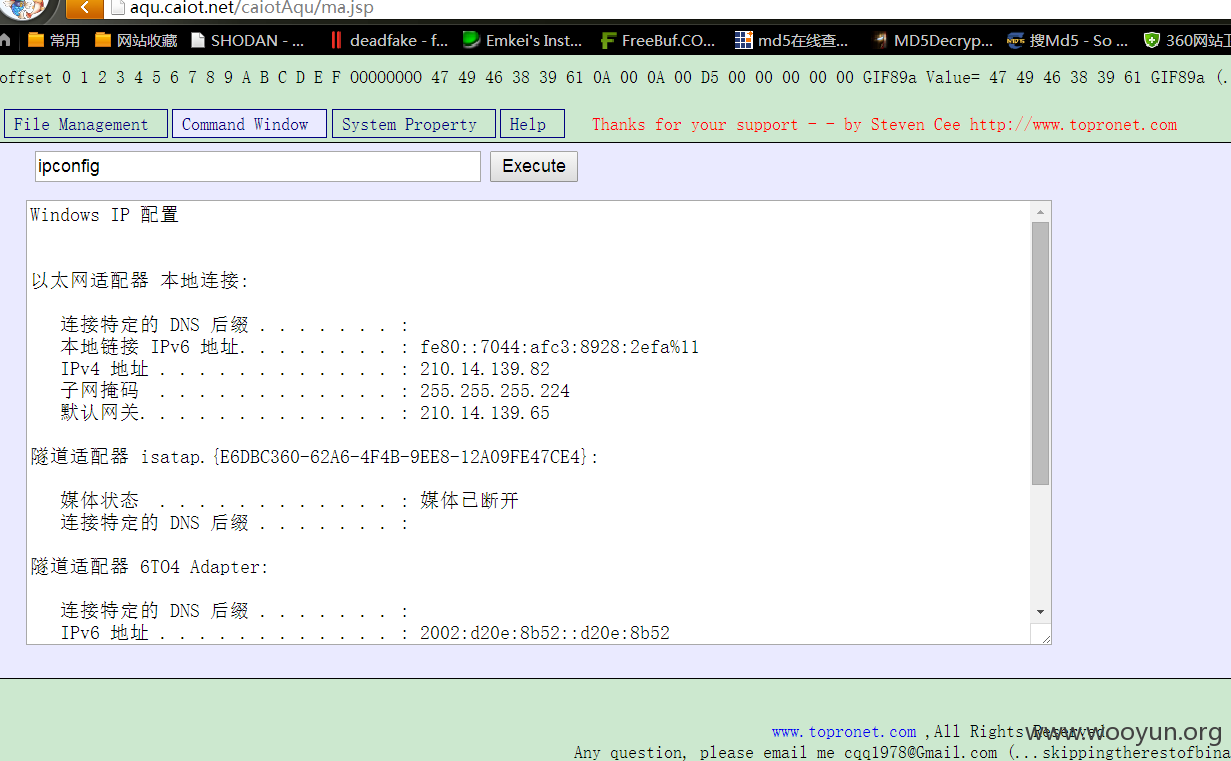 aqu.caiot.net/caiotAqu/ma.jsp
常用 网站收藏 SHODAN - ... deadfake - f... Emkei's Inst... FreeBuf.CO... md5在线查... MD5Decryp... 搜Md5 - So ... 360网站卫
offset 0 1 2 3 4 5 6 7 8 9 A B C D E F 00000000 47 49 46 38 39 61 0A 00 0A 00 D5 00 00 00 00 00 GIF89a Value= 47 49 46 38 39 61 GIF89a (.
File Management Command Window System Property Help Thanks for your support - - by Steven Cee http://www.topronet.com
ipconfig Execute
Windows IP 配置
以太网适配器 本地连接:
连接特定的 DNS 后缀 . . . . . . . :
本地链接 IPv6 地址. . . . . . . . : fe80::7044:afc3:8928:2efa%11
IPv4 地址 . . . . . . . . . . . . : 210.14.139.82
子网掩码 . . . . . . . . . . . . : 255.255.255.224
默认网关. . . . . . . . . . . . . : 210.14.139.65
隧道适配器 isatap.{E6DBC360-62A6-4F4B-9EE8-12A09FE47CE4}:
媒体状态 . . . . . . . . . . . . : 媒体已断开
连接特定的 DNS 后缀 . . . . . . . :
隧道适配器 6TO4 Adapter:
连接特定的 DNS 后缀 . . . . . . . :
IPv6 地址 . . . . . . . . . . . . : 2002:d20e:8b52::d20e:8b52
www.topronet.com ,All Rights Reserved
www.wooyun.org
Any question, please email me cqq1978@Gmail.com (...skippingtherestofbina